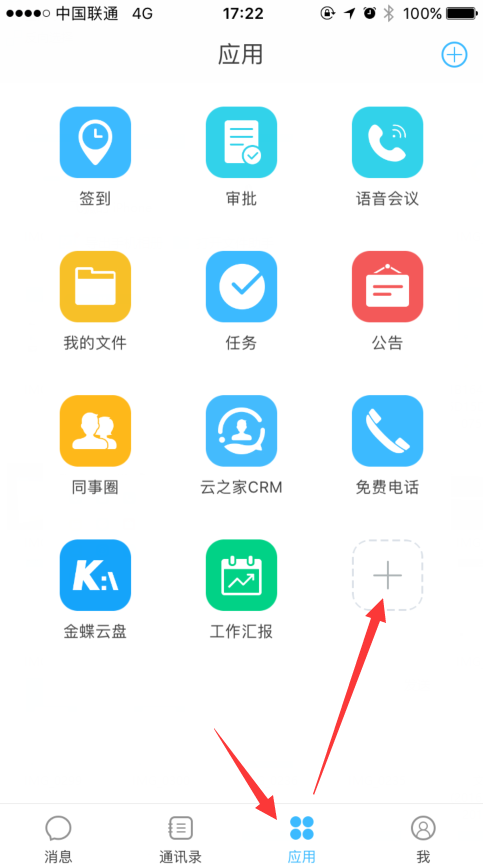 中国联通 4G 17:22 100%
应用
签到 审批 语音会议
我的文件 任务 公告
同事圈 云之家CRM 免费电话
K:\
金蝶云盘 工作汇报
消息 通讯录 应用 我